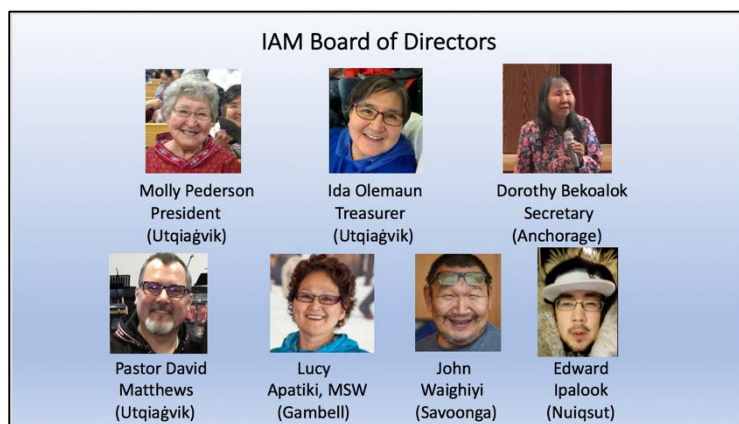 IAM Board of Directors
Molly Pederson
President
(Utqiaġvik)
Ida Olemaun
Treasurer
(Utqiaġvik)
Dorothy Bekoalok
Secretary
(Anchorage)
Pastor David
Matthews
(Utqiaġvik)
Lucy
Apatiki, MSW
(Gambell)
John
Waighiyi
(Savoonga)
Edward
Ipalook
(Nuiqsut)